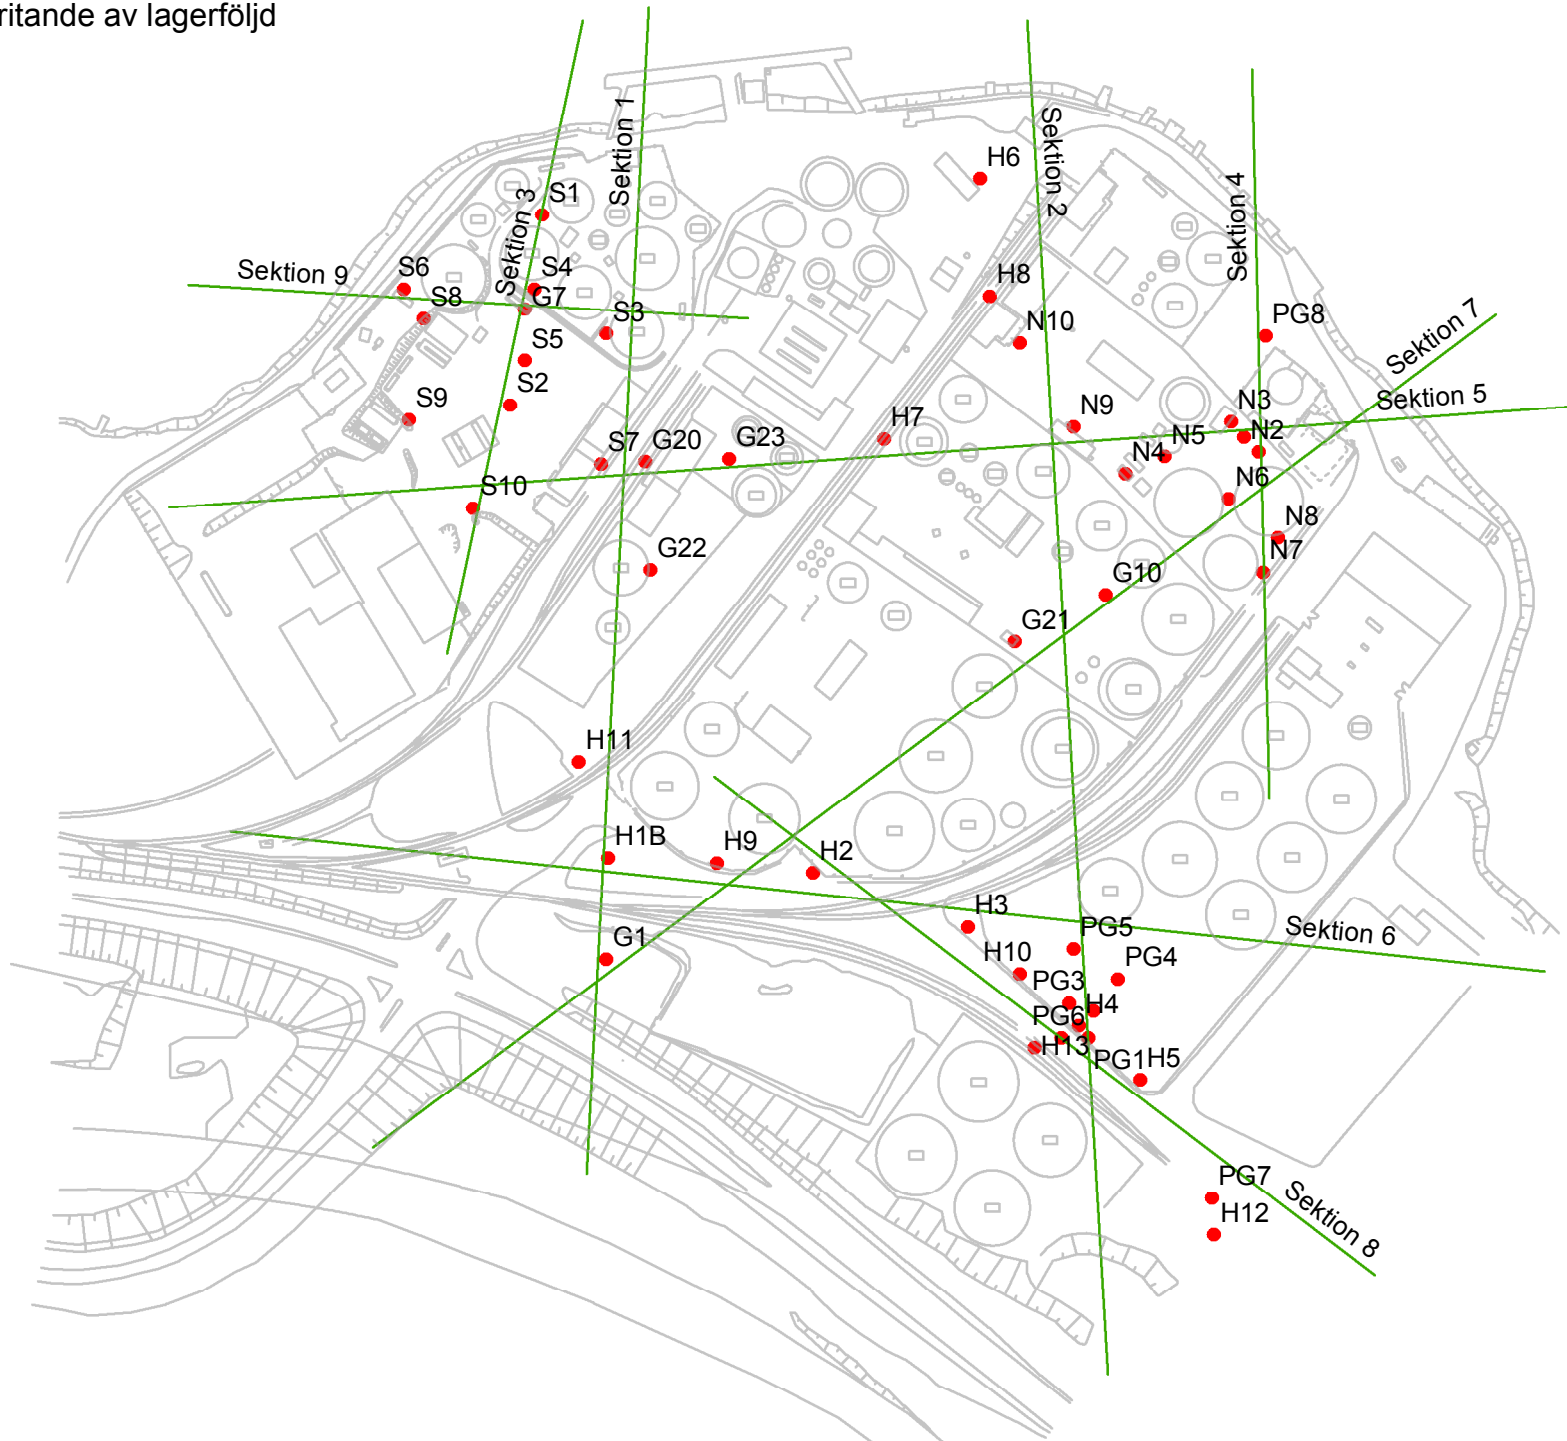 ritande av lagerföljd
Sektion 1
Sektion 2
H6
Sektion 4
S1
Sektion 3
Sektion 9
S6
S4
S8
G7
S3
H8
N10
PG8
Sektion 7
S5
S2
S9
Sektion 5
N3
N9
H7
N5
N2
S7
G20
G23
N4
N6
S10
N8
N7
G22
G10
G21
H11
H1B
H9
H2
H3
Sektion 6
G1
PG5
H10
PG4
PG3
H4
PG6
H13
PG1
H5
PG7
H12
Sektion 8